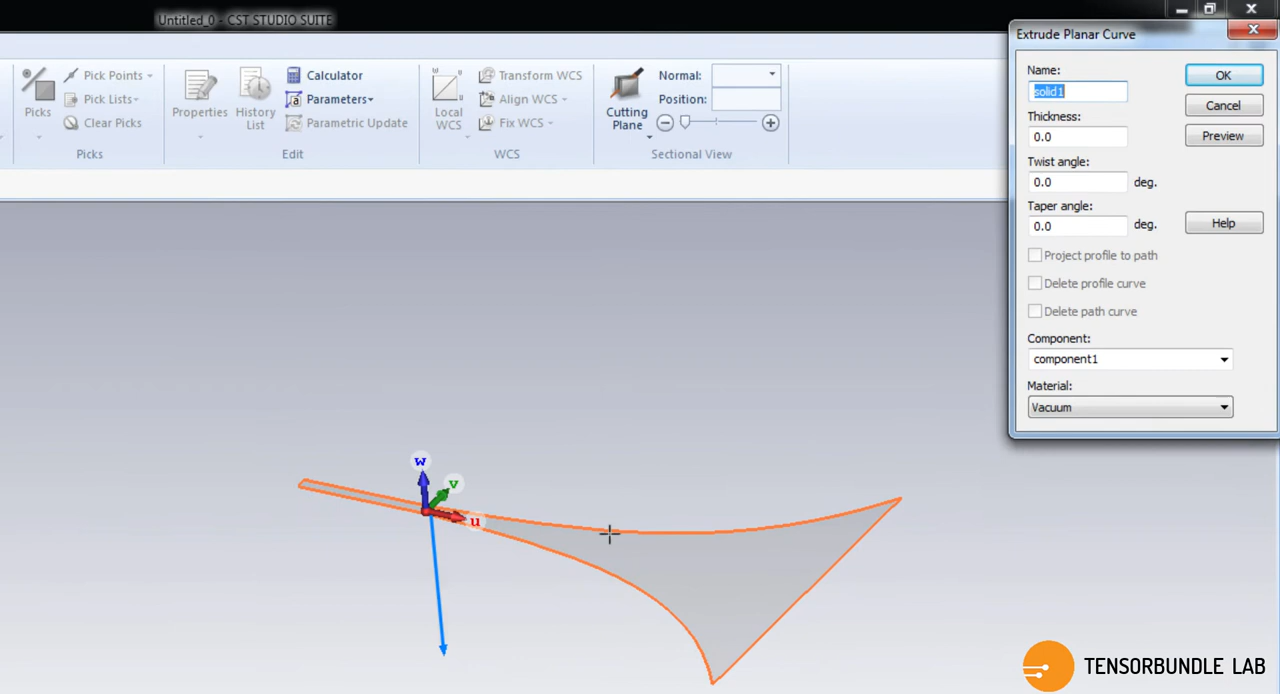 Untitled_0 - CST STUDIO SUITE
Extrude Planar Curve
Name:
solid1
OK
Thickness:
0.0
Cancel
Preview
Twist angle:
0.0 deg.
Taper angle:
0.0 deg.
Help
Project profile to path
Delete profile curve
Delete path curve
Component:
component1
Material:
Vacuum
Picks
Pick Points
Pick Lists
Clear Picks
Picks
Properties
History List
Calculator
Parameters
Parametric Update
Edit
w
Local WCS
Transform WCS
Align WCS
Fix WCS
WCS
Cutting Plane
Normal:
Position:
Sectional View
w
v
u
TENSORBUNDLE LAB